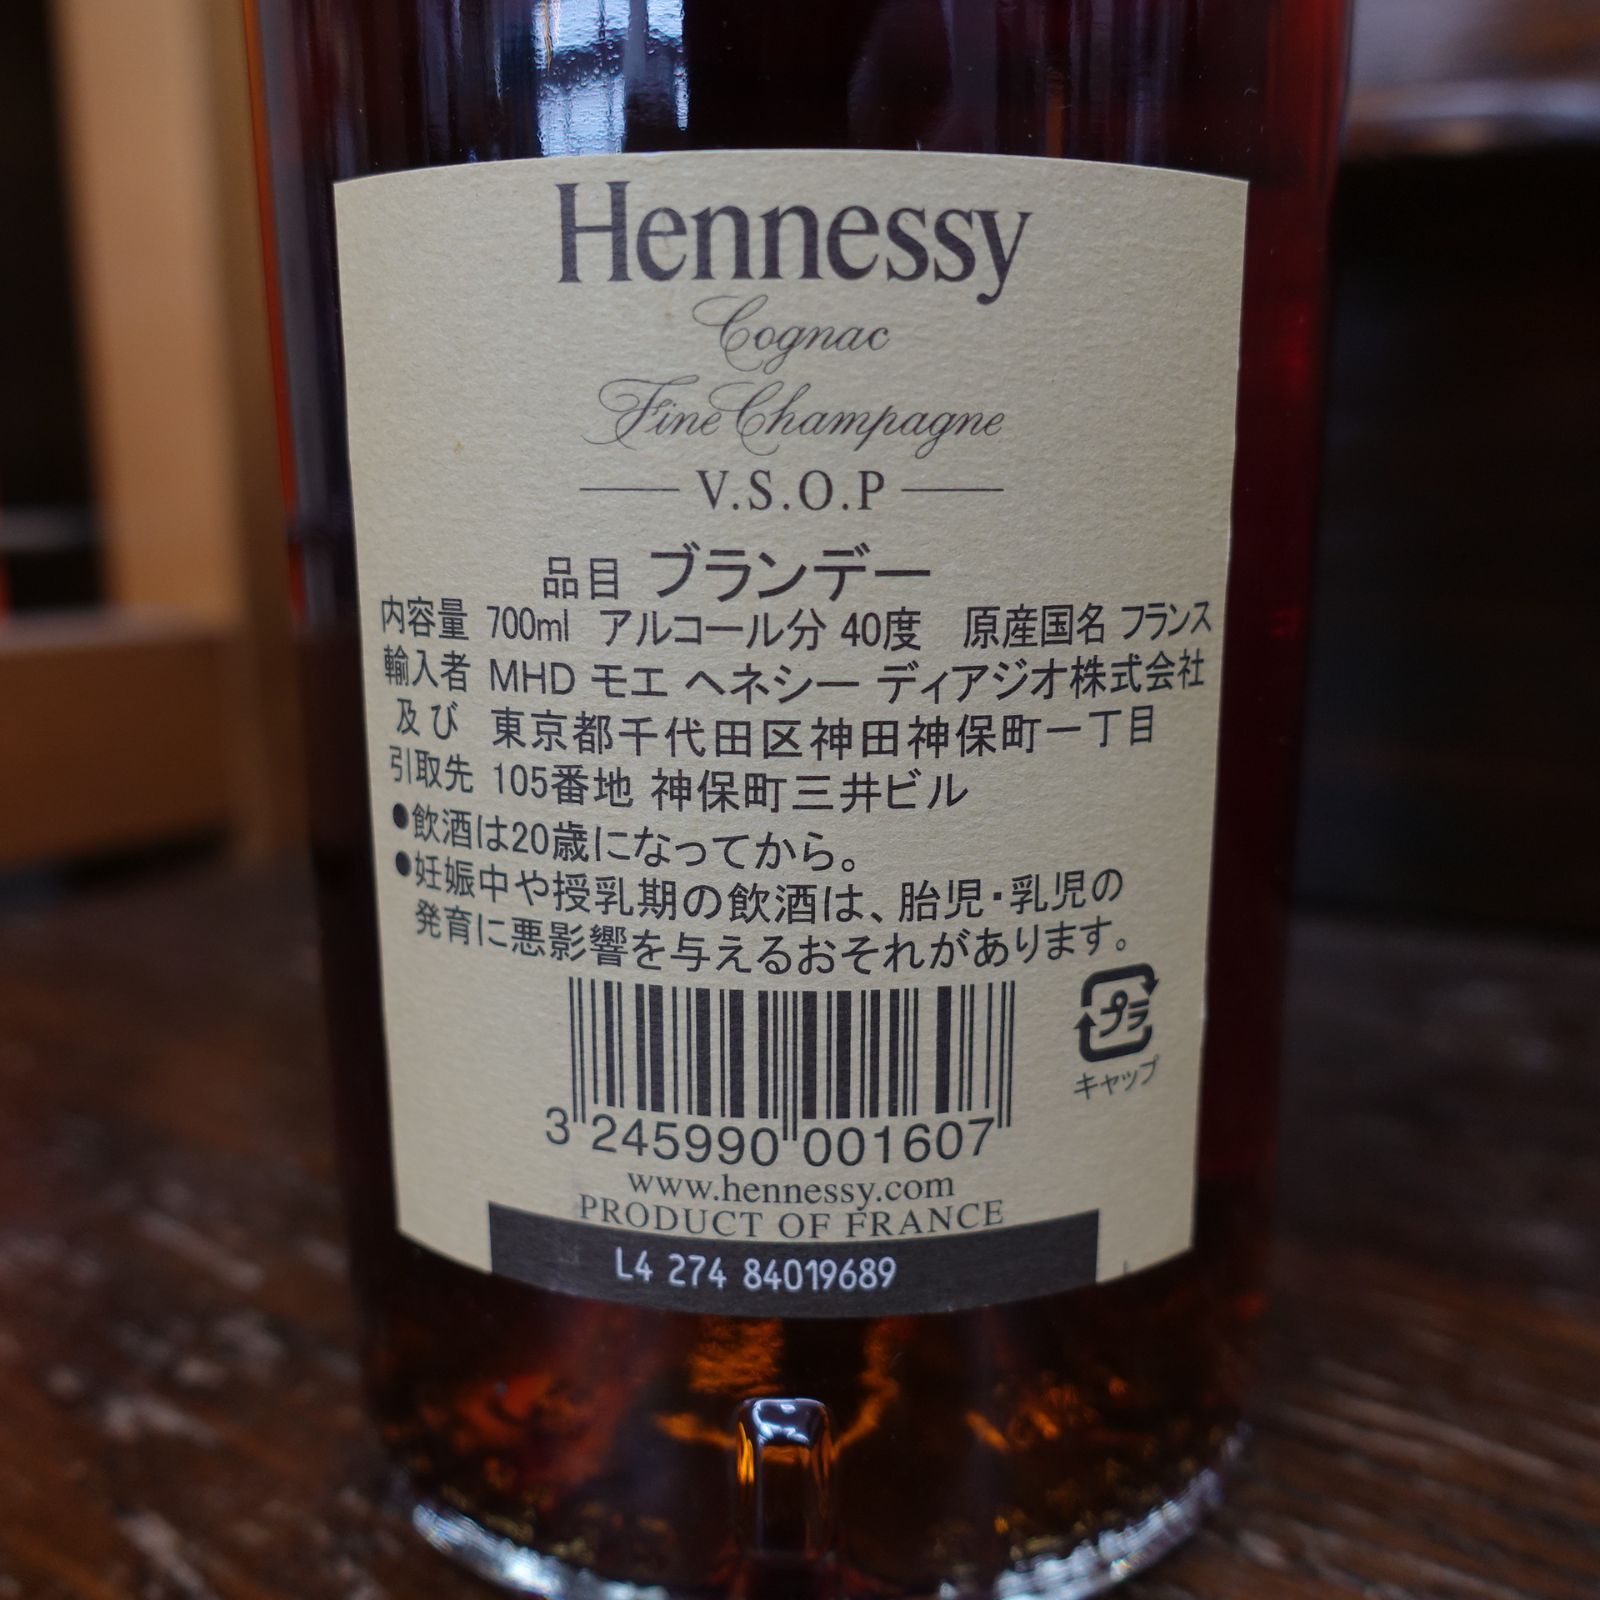 Hennessy
Cognac
Fine Champagne
V.S.O.P
品目 ブランデー
内容量 700ml アルコール分 40度 原産国名 フランス
輸入者 MHD モエ ヘネシー ディアジオ株式会社
及び 東京都千代田区神田神保町一丁目
引取先 105番地 神保町三井ビル
●飲酒は20歳になってから。
●妊娠中や授乳期の飲酒は、胎児・乳児の
発育に悪影響を与えるおそれがあります。
プラ
キャップ
3 245990 001607
www.hennessy.com
PRODUCT OF FRANCE
L4 274 84019689